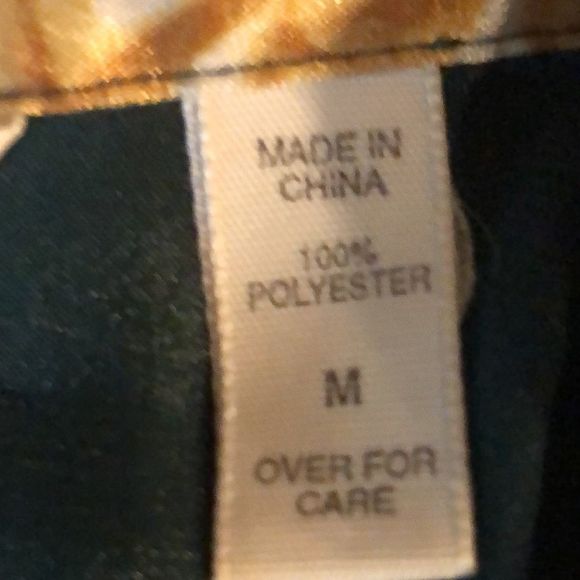 MADE IN
CHINA
100%
POLYESTER
M
OVER FOR
CARE